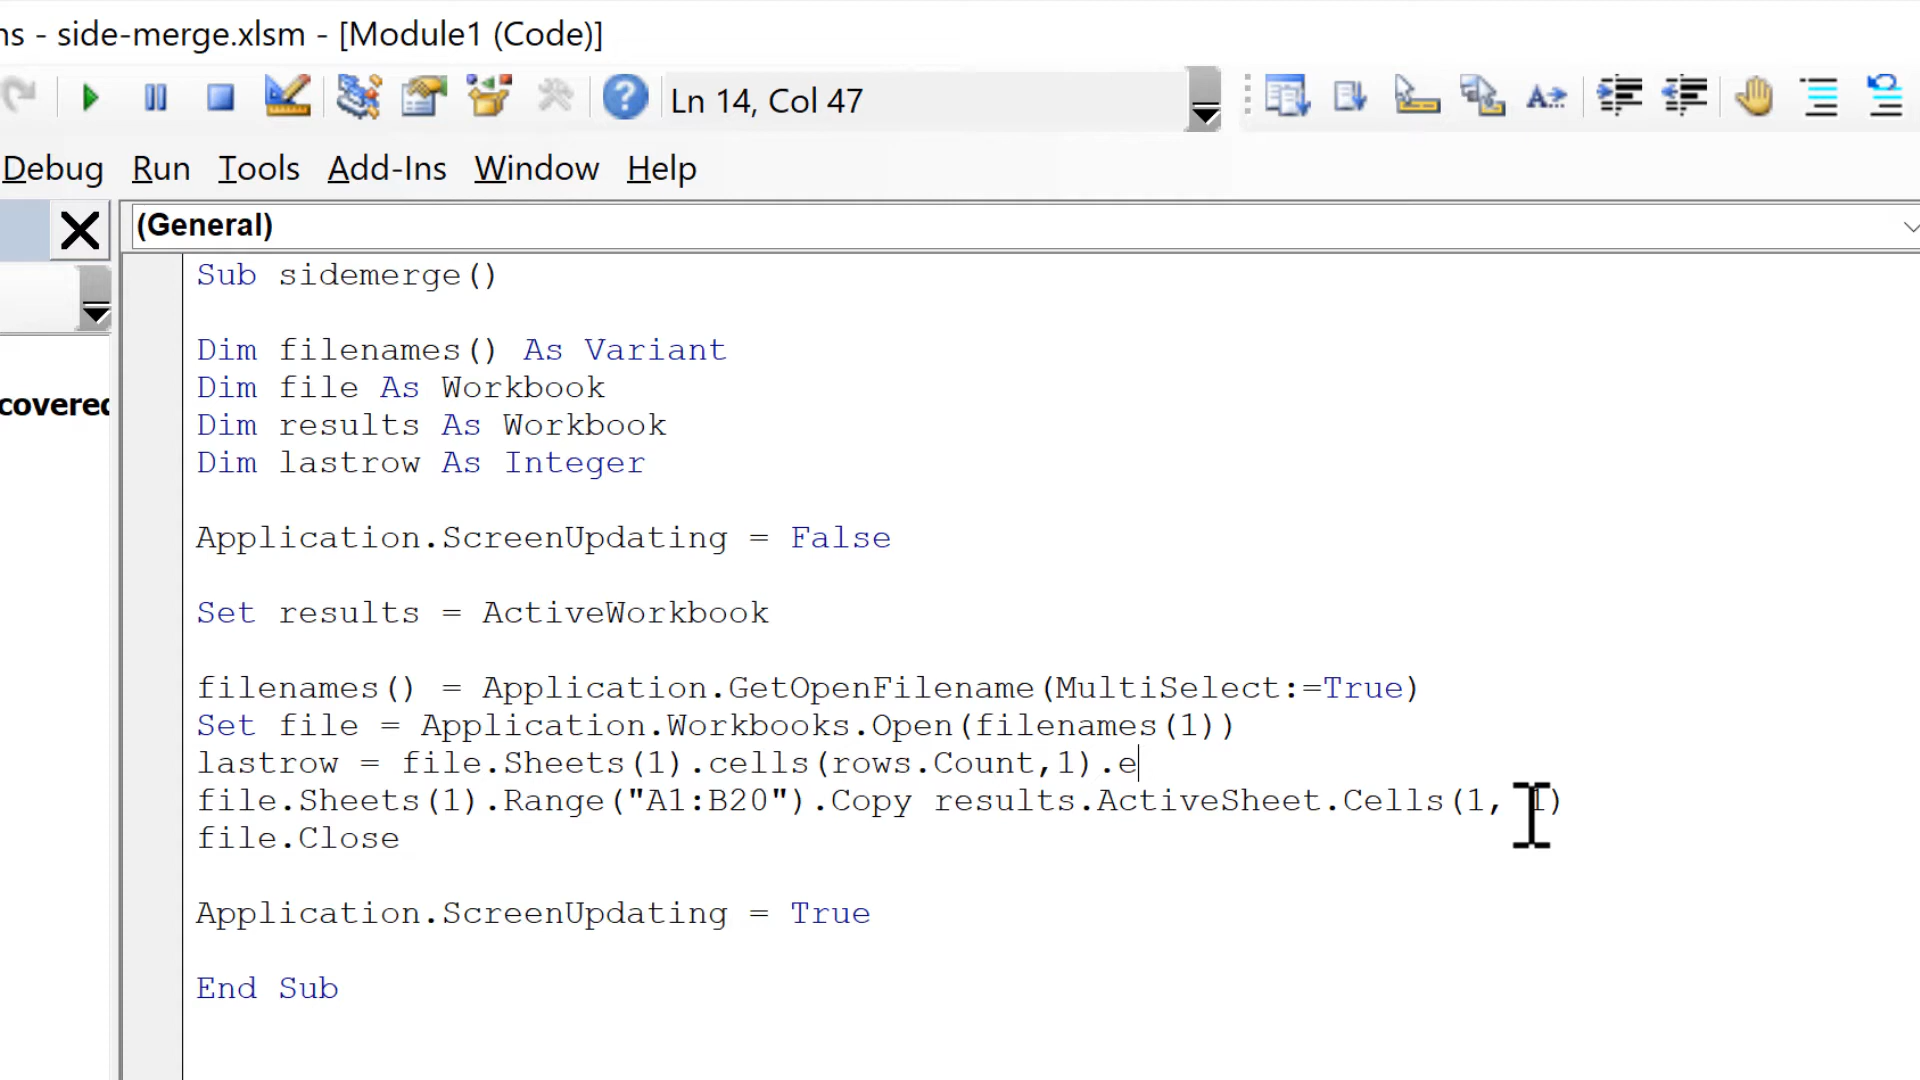 ns - side-merge.xlsm - [Module1 (Code)]
Ln 14, Col 47
Debug Run Tools Add-Ins Window Help
(General)
covered
Sub sidemerge()
Dim filenames() As Variant
Dim file As Workbook
Dim results As Workbook
Dim lastrow As Integer
Application.ScreenUpdating = False
Set results = ActiveWorkbook
filenames() = Application.GetOpenFilename(MultiSelect:=True)
Set file = Application.Workbooks.Open(filenames(1))
lastrow = file.Sheets(1).cells(rows.Count,1).e
file.Sheets(1).Range("A1:B20").Copy results.ActiveSheet.Cells(1, 1)
file.Close
Application.ScreenUpdating = True
End Sub